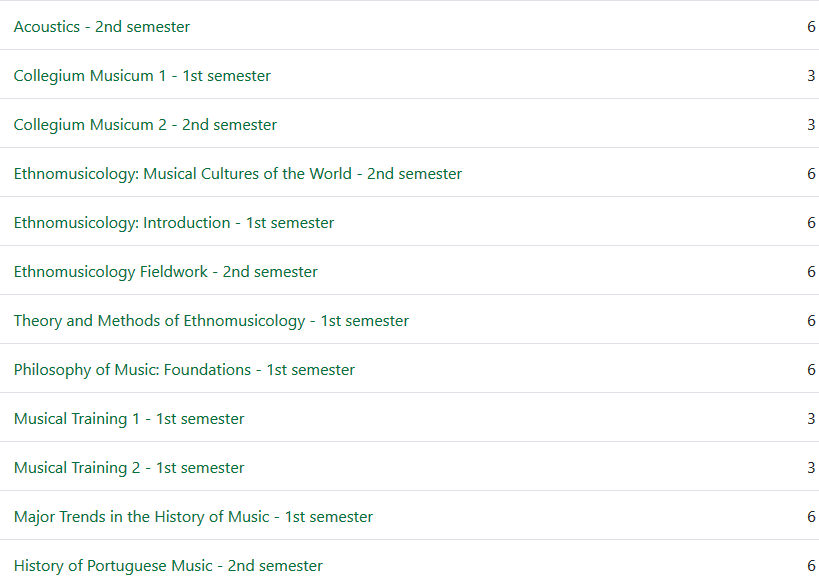 Acoustics - 2nd semester 6
Collegium Musicum 1 - 1st semester 3
Collegium Musicum 2 - 2nd semester 3
Ethnomusicology: Musical Cultures of the World - 2nd semester 6
Ethnomusicology: Introduction - 1st semester 6
Ethnomusicology Fieldwork - 2nd semester 6
Theory and Methods of Ethnomusicology - 1st semester 6
Philosophy of Music: Foundations - 1st semester 6
Musical Training 1 - 1st semester 3
Musical Training 2 - 1st semester 3
Major Trends in the History of Music - 1st semester 6
History of Portuguese Music - 2nd semester 6